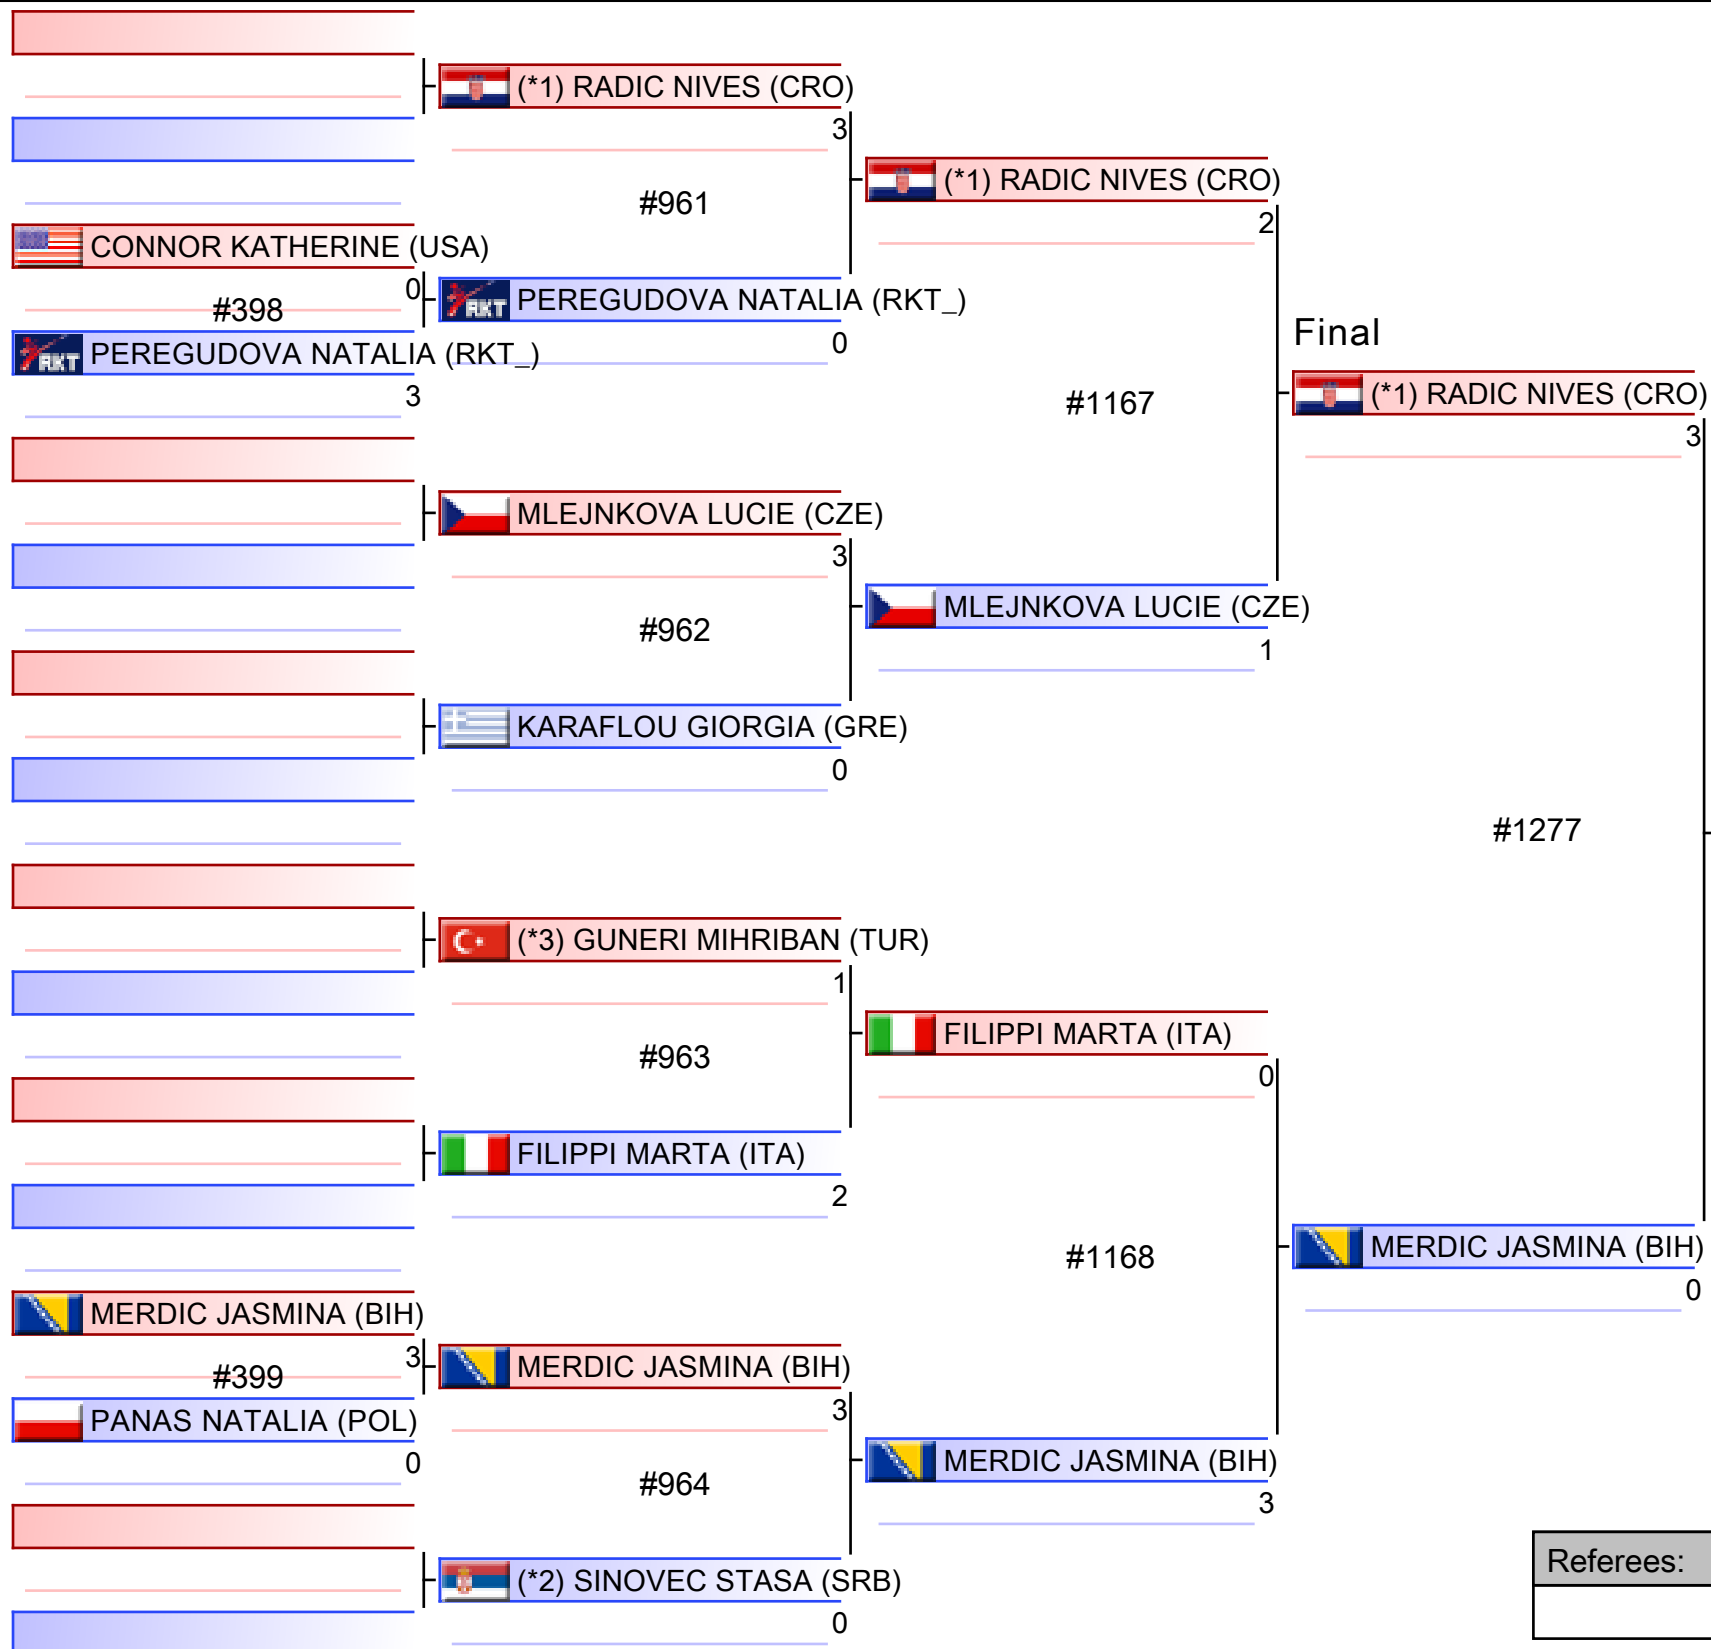 (*1) RADIC NIVES (CRO)
3
#961
(*1) RADIC NIVES (CRO)
2
CONNOR KATHERINE (USA)
0
#398
RKT PEREGUDOVA NATALIA (RKT_)
3
RKT PEREGUDOVA NATALIA (RKT_)
0
#1167
Final
(*1) RADIC NIVES (CRO)
3
MLEJNKOVA LUCIE (CZE)
3
#962
MLEJNKOVA LUCIE (CZE)
1
KARAFLOU GIORGIA (GRE)
0
#1277
(*3) GUNERI MIHRIBAN (TUR)
1
#963
FILIPPI MARTA (ITA)
0
FILIPPI MARTA (ITA)
2
#1168
MERDIC JASMINA (BIH)
0
MERDIC JASMINA (BIH)
3
#399
PANAS NATALIA (POL)
0
MERDIC JASMINA (BIH)
3
#964
MERDIC JASMINA (BIH)
3
(*2) SINOVEC STASA (SRB)
0
Referees: